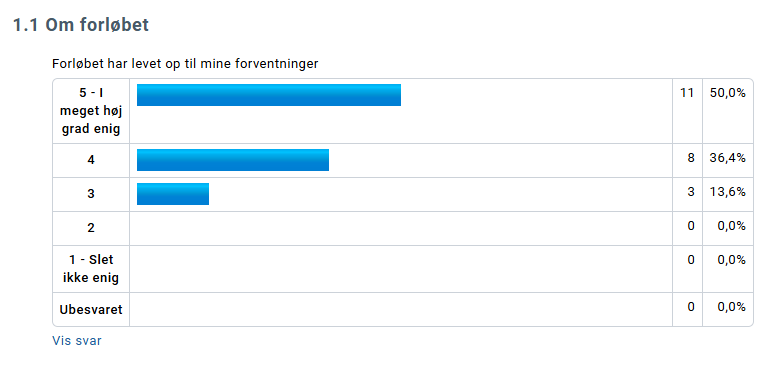 1.1 Om forløbet
Forløbet har levet op til mine forventninger
5 - I
meget høj
grad enig
11 50,0%
4 8 36,4%
3 3 13,6%
2 0 0,0%
1 - Slet
ikke enig
0 0,0%
Ubesvaret 0 0,0%
Vis svar